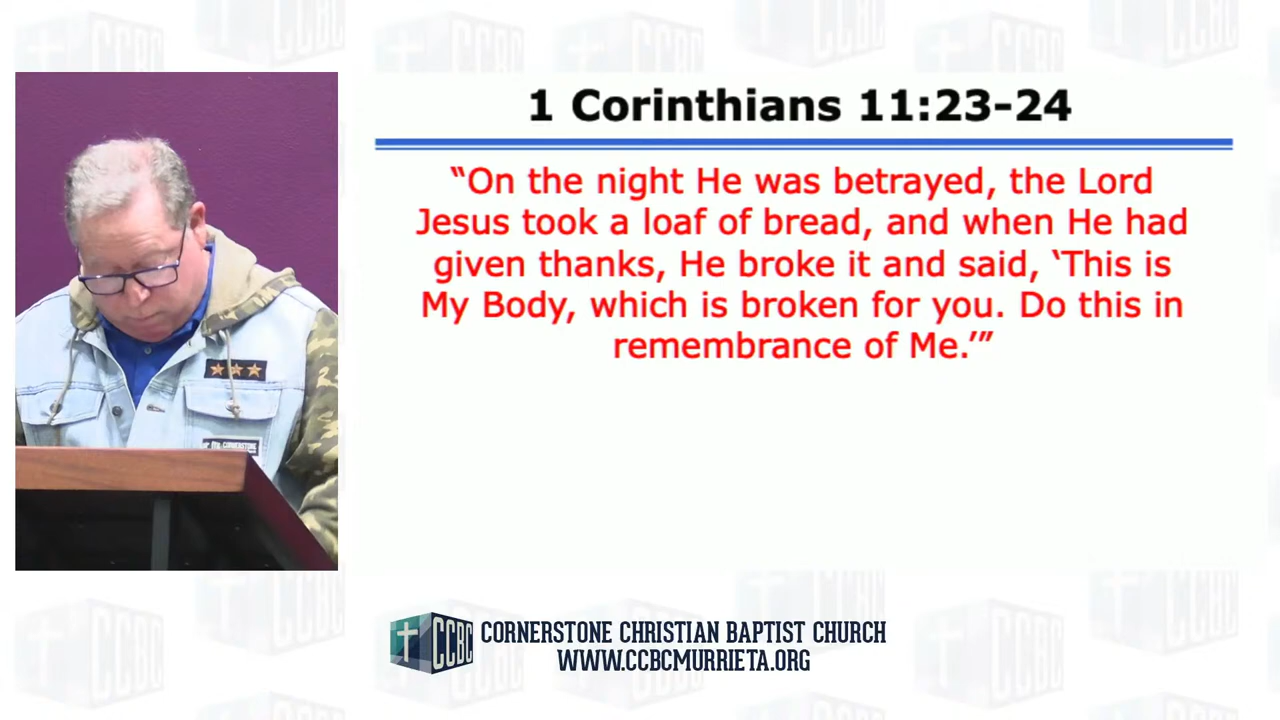 1 Corinthians 11:23-24
“On the night He was betrayed, the Lord
Jesus took a loaf of bread, and when He had
given thanks, He broke it and said, ‘This is
My Body, which is broken for you. Do this in
remembrance of Me.’”
CORNERSTONE
CCBC
CORNERSTONE CHRISTIAN BAPTIST CHURCH
WWW.CCBCMURRIETA.ORG